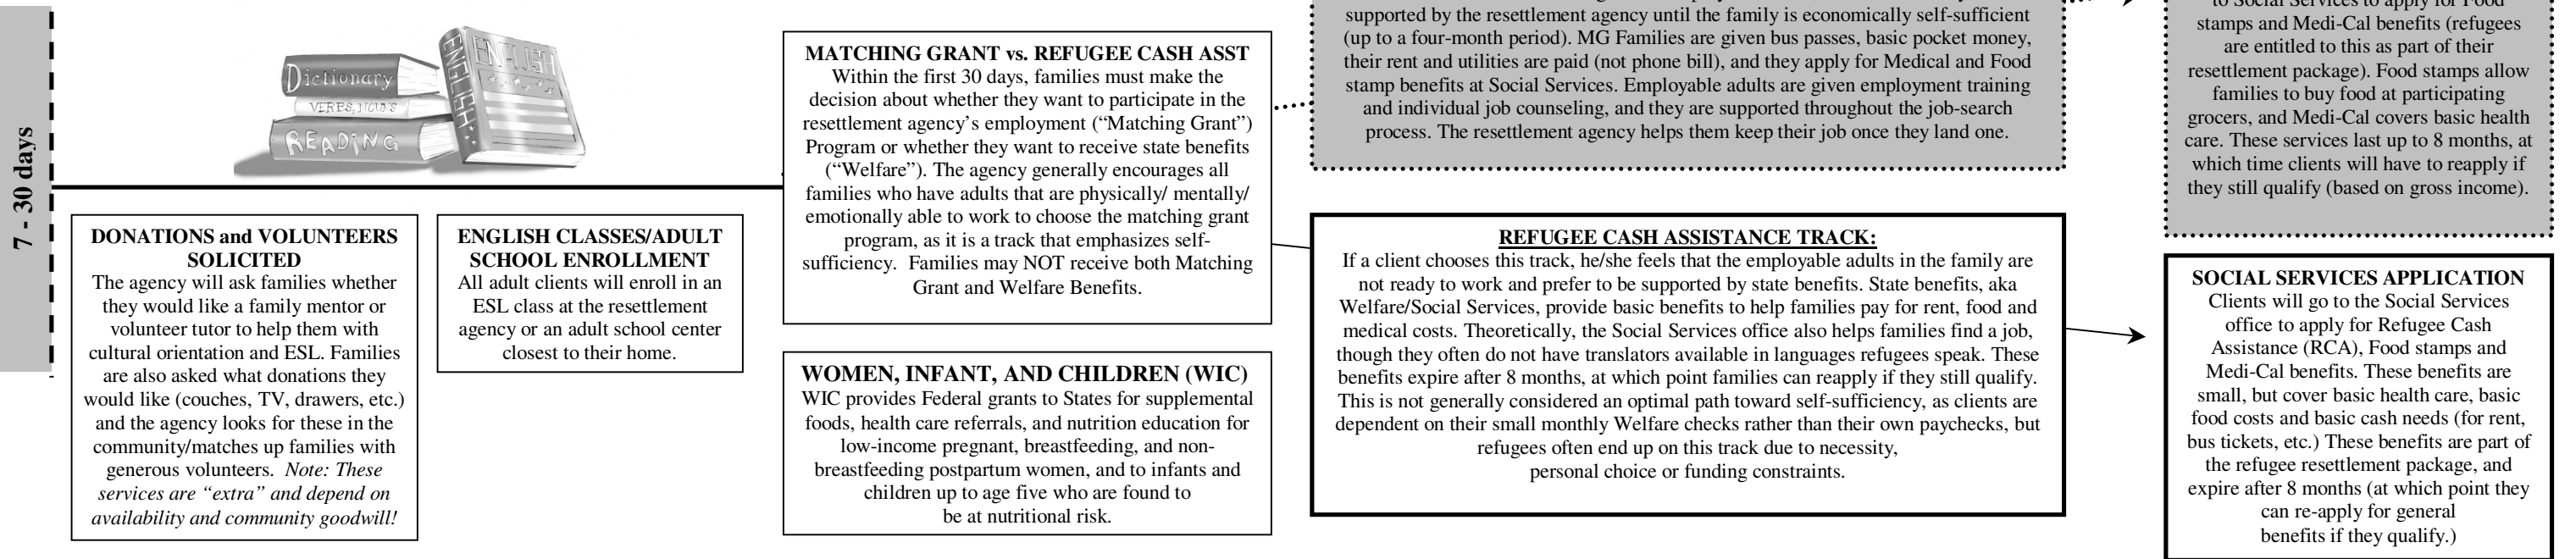 7 - 30 days
Dictionary
VERBS, NOUNS
READING
ENGLISH
ENGLISH
DONATIONS and VOLUNTEERS
SOLICITED
The agency will ask families whether
they would like a family mentor or
volunteer tutor to help them with
cultural orientation and ESL. Families
are also asked what donations they
would like (couches, TV, drawers, etc.)
and the agency looks for these in the
community/matches up families with
generous volunteers.  Note: These
services are “extra” and depend on
availability and community goodwill!
ENGLISH CLASSES/ADULT
SCHOOL ENROLLMENT
All adult clients will enroll in an
ESL class at the resettlement
agency or an adult school center
closest to their home.
MATCHING GRANT vs. REFUGEE CASH ASST
Within the first 30 days, families must make the
decision about whether they want to participate in the
resettlement agency’s employment (“Matching Grant”)
Program or whether they want to receive state benefits
(“Welfare”). The agency generally encourages all
families who have adults that are physically/ mentally/
emotionally able to work to choose the matching grant
program, as it is a track that emphasizes self-
sufficiency.  Families may NOT receive both Matching
Grant and Welfare Benefits.
WOMEN, INFANT, AND CHILDREN (WIC)
WIC provides Federal grants to States for supplemental
foods, health care referrals, and nutrition education for
low-income pregnant, breastfeeding, and non-
breastfeeding postpartum women, and to infants and
children up to age five who are found to
be at nutritional risk.
supported by the resettlement agency until the family is economically self-sufficient
(up to a four-month period). MG Families are given bus passes, basic pocket money,
their rent and utilities are paid (not phone bill), and they apply for Medical and Food
stamp benefits at Social Services. Employable adults are given employment training
and individual job counseling, and they are supported throughout the job-search
process. The resettlement agency helps them keep their job once they land one.
REFUGEE CASH ASSISTANCE TRACK:
If a client chooses this track, he/she feels that the employable adults in the family are
not ready to work and prefer to be supported by state benefits. State benefits, aka
Welfare/Social Services, provide basic benefits to help families pay for rent, food and
medical costs. Theoretically, the Social Services office also helps families find a job,
though they often do not have translators available in languages refugees speak. These
benefits expire after 8 months, at which point families can reapply if they still qualify.
This is not generally considered an optimal path toward self-sufficiency, as clients are
dependent on their small monthly Welfare checks rather than their own paychecks, but
refugees often end up on this track due to necessity,
personal choice or funding constraints.
to Social Services to apply for Food
stamps and Medi-Cal benefits (refugees
are entitled to this as part of their
resettlement package). Food stamps allow
families to buy food at participating
grocers, and Medi-Cal covers basic health
care. These services last up to 8 months, at
which time clients will have to reapply if
they still qualify (based on gross income).
SOCIAL SERVICES APPLICATION
Clients will go to the Social Services
office to apply for Refugee Cash
Assistance (RCA), Food stamps and
Medi-Cal benefits. These benefits are
small, but cover basic health care, basic
food costs and basic cash needs (for rent,
bus tickets, etc.) These benefits are part of
the refugee resettlement package, and
expire after 8 months (at which point they
can re-apply for general
benefits if they qualify.)